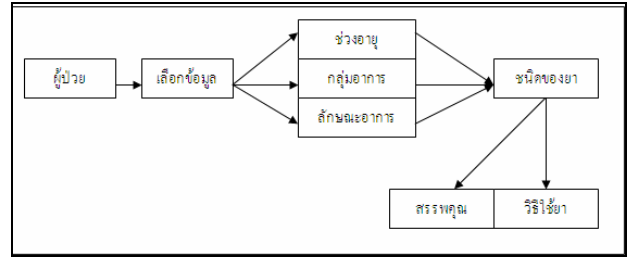 ช่วงอายุ
ผู้ป่วย
เลือกข้อมูล
กลุ่มอาการ
ชนิดของยา
ลักษณะอาการ
สรรพคุณ
วิธีใช้ยา